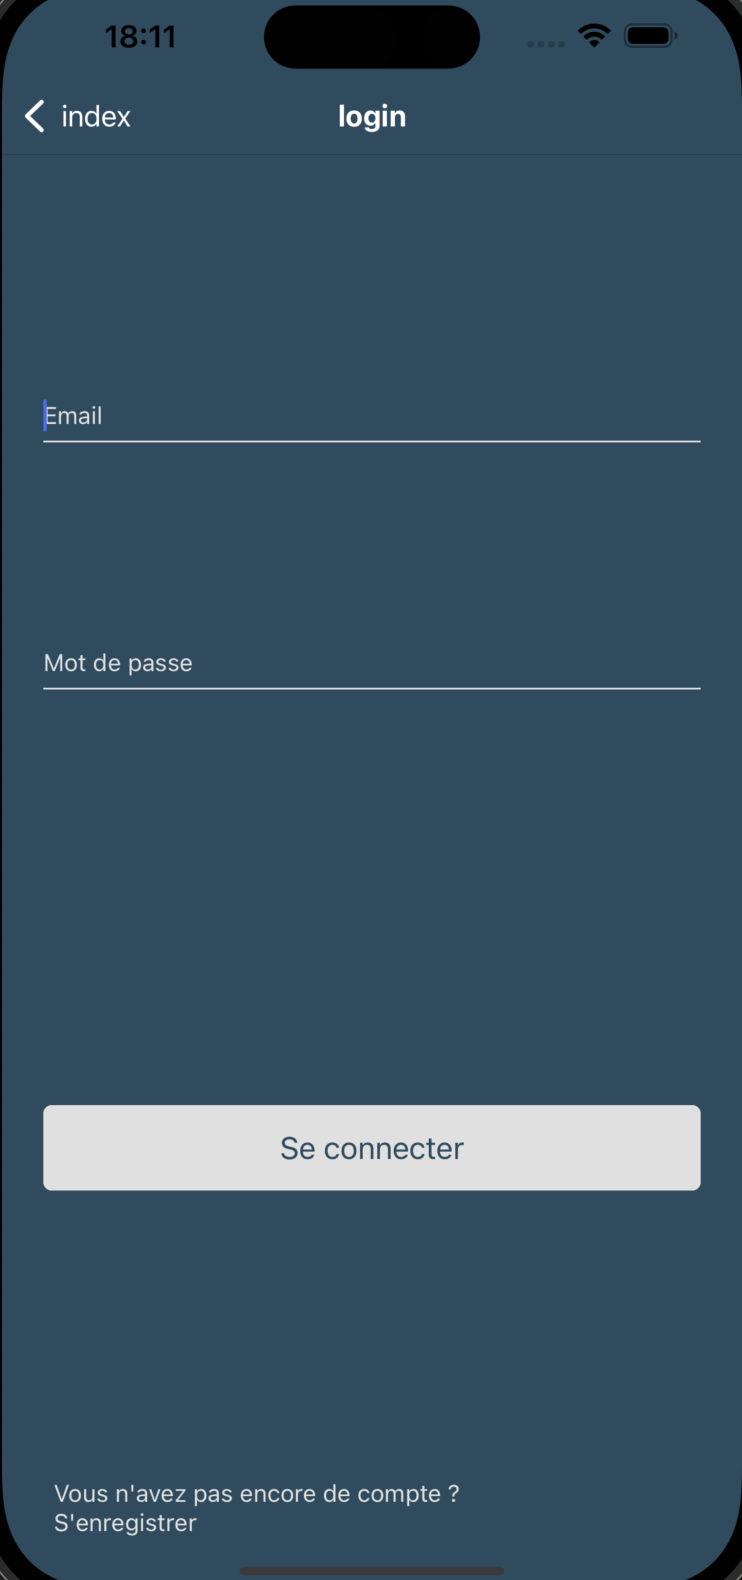 18:11
index
login
Email
Mot de passe
Se connecter
Vous n'avez pas encore de compte ?
S'enregistrer